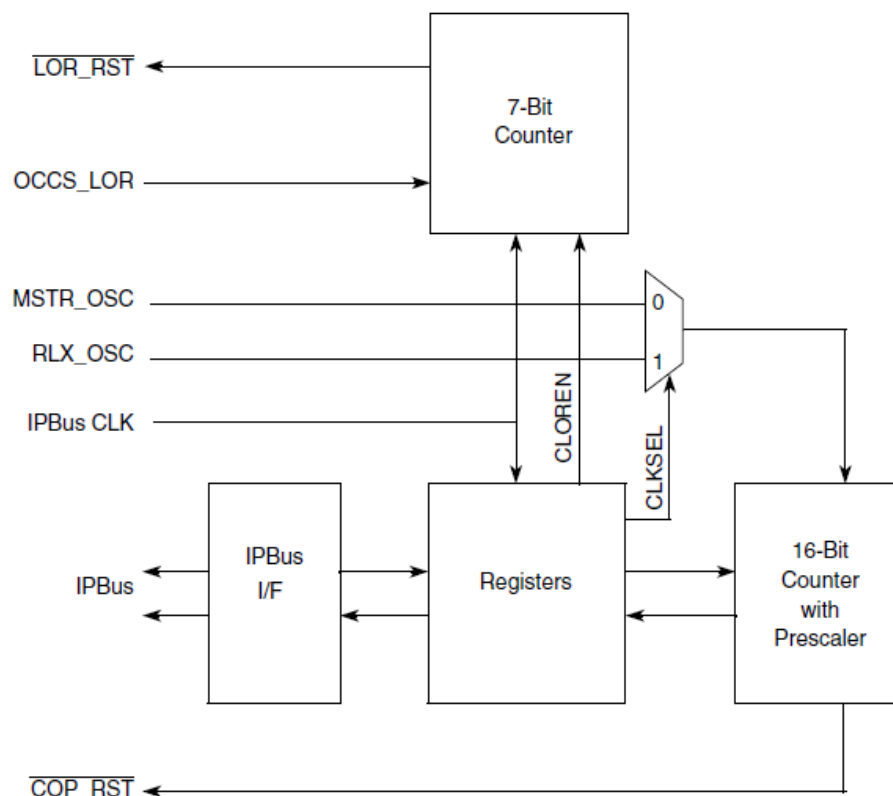 LOR_RST
7-Bit
Counter
OCCS_LOR
MSTR_OSC
0
RLX_OSC
1
IPBus CLK
CLOREN
CLKSEL
IPBus
IPBus
I/F
Registers
16-Bit
Counter
with
Prescaler
COP_RST